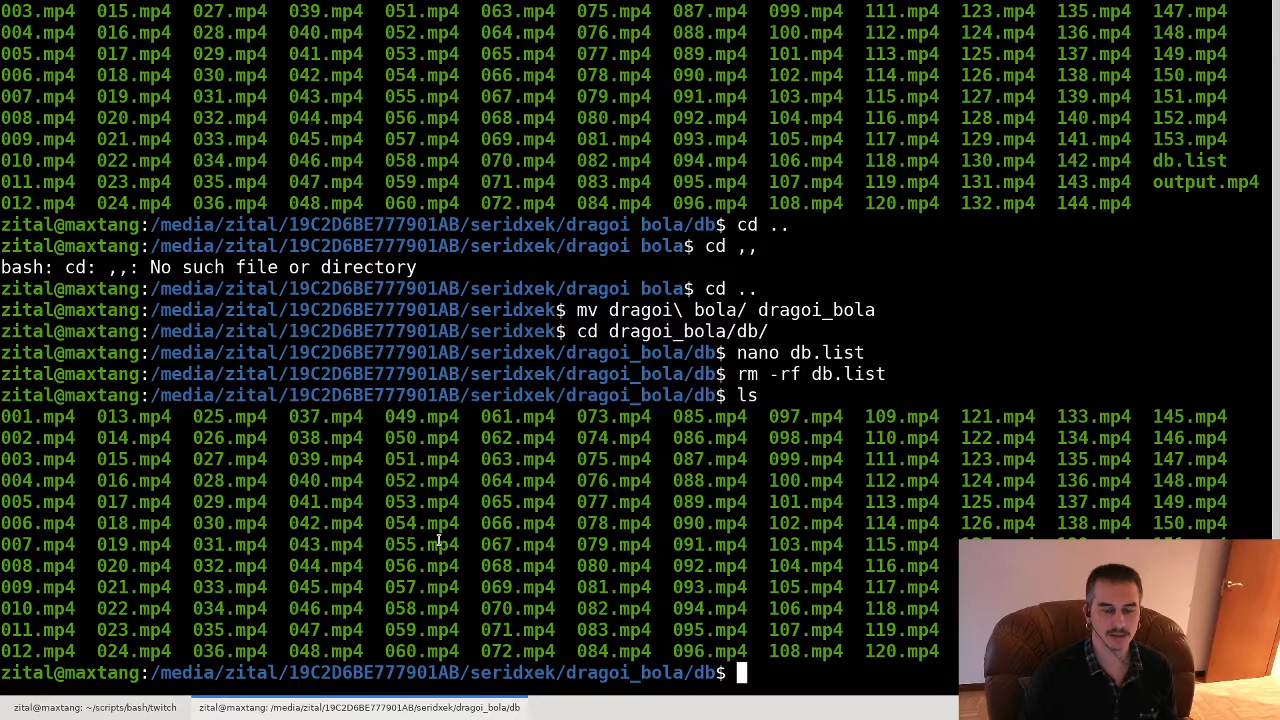 003.mp4 015.mp4 027.mp4 039.mp4 051.mp4 063.mp4 075.mp4 087.mp4 099.mp4 111.mp4 123.mp4 135.mp4 147.mp4
004.mp4 016.mp4 028.mp4 040.mp4 052.mp4 064.mp4 076.mp4 088.mp4 100.mp4 112.mp4 124.mp4 136.mp4 148.mp4
005.mp4 017.mp4 029.mp4 041.mp4 053.mp4 065.mp4 077.mp4 089.mp4 101.mp4 113.mp4 125.mp4 137.mp4 149.mp4
006.mp4 018.mp4 030.mp4 042.mp4 054.mp4 066.mp4 078.mp4 090.mp4 102.mp4 114.mp4 126.mp4 138.mp4 150.mp4
007.mp4 019.mp4 031.mp4 043.mp4 055.mp4 067.mp4 079.mp4 091.mp4 103.mp4 115.mp4 127.mp4 139.mp4 151.mp4
008.mp4 020.mp4 032.mp4 044.mp4 056.mp4 068.mp4 080.mp4 092.mp4 104.mp4 116.mp4 128.mp4 140.mp4 152.mp4
009.mp4 021.mp4 033.mp4 045.mp4 057.mp4 069.mp4 081.mp4 093.mp4 105.mp4 117.mp4 129.mp4 141.mp4 153.mp4
010.mp4 022.mp4 034.mp4 046.mp4 058.mp4 070.mp4 082.mp4 094.mp4 106.mp4 118.mp4 130.mp4 142.mp4 db.list
011.mp4 023.mp4 035.mp4 047.mp4 059.mp4 071.mp4 083.mp4 095.mp4 107.mp4 119.mp4 131.mp4 143.mp4 output.mp4
012.mp4 024.mp4 036.mp4 048.mp4 060.mp4 072.mp4 084.mp4 096.mp4 108.mp4 120.mp4 132.mp4 144.mp4
zital@maxtang:/media/zital/19C2D6BE777901AB/seridxek/dragoi bola/db$ cd ..
zital@maxtang:/media/zital/19C2D6BE777901AB/seridxek/dragoi bola$ cd ,,
bash: cd: ,,: No such file or directory
zital@maxtang:/media/zital/19C2D6BE777901AB/seridxek/dragoi bola$ cd ..
zital@maxtang:/media/zital/19C2D6BE777901AB/seridxek$ mv dragoi\ bola/ dragoi_bola
zital@maxtang:/media/zital/19C2D6BE777901AB/seridxek$ cd dragoi_bola/db/
zital@maxtang:/media/zital/19C2D6BE777901AB/seridxek/dragoi_bola/db$ nano db.list
zital@maxtang:/media/zital/19C2D6BE777901AB/seridxek/dragoi_bola/db$ rm -rf db.list
zital@maxtang:/media/zital/19C2D6BE777901AB/seridxek/dragoi_bola/db$ ls
001.mp4 013.mp4 025.mp4 037.mp4 049.mp4 061.mp4 073.mp4 085.mp4 097.mp4 109.mp4 121.mp4 133.mp4 145.mp4
002.mp4 014.mp4 026.mp4 038.mp4 050.mp4 062.mp4 074.mp4 086.mp4 098.mp4 110.mp4 122.mp4 134.mp4 146.mp4
003.mp4 015.mp4 027.mp4 039.mp4 051.mp4 063.mp4 075.mp4 087.mp4 099.mp4 111.mp4 123.mp4 135.mp4 147.mp4
004.mp4 016.mp4 028.mp4 040.mp4 052.mp4 064.mp4 076.mp4 088.mp4 100.mp4 112.mp4 124.mp4 136.mp4 148.mp4
005.mp4 017.mp4 029.mp4 041.mp4 053.mp4 065.mp4 077.mp4 089.mp4 101.mp4 113.mp4 125.mp4 137.mp4 149.mp4
006.mp4 018.mp4 030.mp4 042.mp4 054.mp4 066.mp4 078.mp4 090.mp4 102.mp4 114.mp4 126.mp4 138.mp4 150.mp4
007.mp4 019.mp4 031.mp4 043.mp4 055.mp4 067.mp4 079.mp4 091.mp4 103.mp4 115.mp4
008.mp4 020.mp4 032.mp4 044.mp4 056.mp4 068.mp4 080.mp4 092.mp4 104.mp4 116.mp4
009.mp4 021.mp4 033.mp4 045.mp4 057.mp4 069.mp4 081.mp4 093.mp4 105.mp4 117.mp4
010.mp4 022.mp4 034.mp4 046.mp4 058.mp4 070.mp4 082.mp4 094.mp4 106.mp4 118.mp4
011.mp4 023.mp4 035.mp4 047.mp4 059.mp4 071.mp4 083.mp4 095.mp4 107.mp4 119.mp4
012.mp4 024.mp4 036.mp4 048.mp4 060.mp4 072.mp4 084.mp4 096.mp4 108.mp4 120.mp4
zital@maxtang:/media/zital/19C2D6BE777901AB/seridxek/dragoi_bola/db$
zital@maxtang: ~/scripts/bash/twitch
zital@maxtang: /media/zital/19C2D6BE777901AB/seridxek/dragoi_bola/db